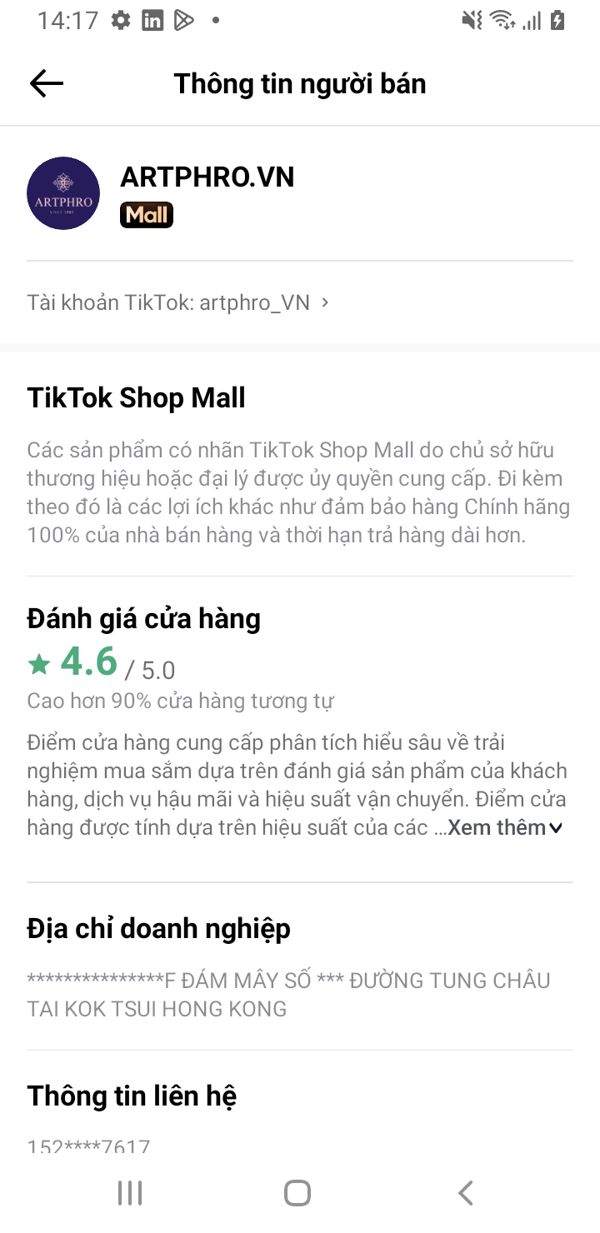 14:17
Thông tin người bán
ARTPHRO
ARTPHRO.VN
Mall
Tài khoản TikTok: artphro_VN
TikTok Shop Mall
Các sản phẩm có nhãn TikTok Shop Mall do chủ sở hữu
thương hiệu hoặc đại lý được ủy quyền cung cấp. Đi kèm
theo đó là các lợi ích khác như đảm bảo hàng Chính hãng
100% của nhà bán hàng và thời hạn trả hàng dài hơn.
Đánh giá cửa hàng
4.6 / 5.0
Cao hơn 90% cửa hàng tương tự
Điểm cửa hàng cung cấp phân tích hiểu sâu về trải
nghiệm mua sắm dựa trên đánh giá sản phẩm của khách
hàng, dịch vụ hậu mãi và hiệu suất vận chuyển. Điểm cửa
hàng được tính dựa trên hiệu suất của các ...Xem thêm
Địa chỉ doanh nghiệp
***************F ĐÁM MÂY SỐ *** ĐƯỜNG TUNG CHÂU
TAI KOK TSUI HONG KONG
Thông tin liên hệ
152****7617